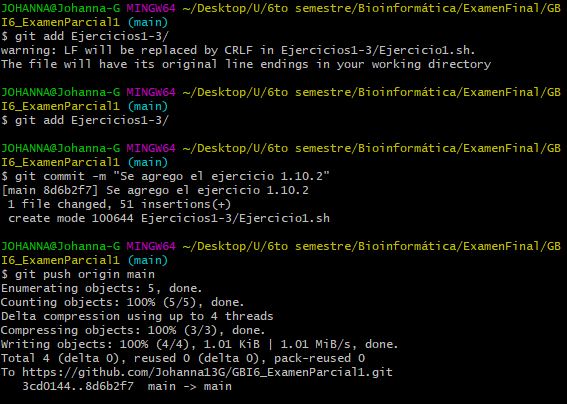 JOHANNA@Johanna-G MINGW64 ~/Desktop/U/6to semestre/Bioinformática/ExamenFinal/GB
I6_ExamenParcial1 (main)
$ git add Ejercicios1-3/
warning: LF will be replaced by CRLF in Ejercicios1-3/Ejercicio1.sh.
The file will have its original line endings in your working directory
JOHANNA@Johanna-G MINGW64 ~/Desktop/U/6to semestre/Bioinformática/ExamenFinal/GB
I6_ExamenParcial1 (main)
$ git add Ejercicios1-3/
JOHANNA@Johanna-G MINGW64 ~/Desktop/U/6to semestre/Bioinformática/ExamenFinal/GB
I6_ExamenParcial1 (main)
$ git commit -m "Se agrego el ejercicio 1.10.2"
[main 8d6b2f7] Se agrego el ejercicio 1.10.2
 1 file changed, 51 insertions(+)
 create mode 100644 Ejercicios1-3/Ejercicio1.sh
JOHANNA@Johanna-G MINGW64 ~/Desktop/U/6to semestre/Bioinformática/ExamenFinal/GB
I6_ExamenParcial1 (main)
$ git push origin main
Enumerating objects: 5, done.
Counting objects: 100% (5/5), done.
Delta compression using up to 4 threads
Compressing objects: 100% (3/3), done.
Writing objects: 100% (4/4), 1.01 KiB | 1.01 MiB/s, done.
Total 4 (delta 0), reused 0 (delta 0), pack-reused 0
To https://github.com/Johanna13G/GBI6_ExamenParcial1.git
   3cd0144..8d6b2f7  main -> main